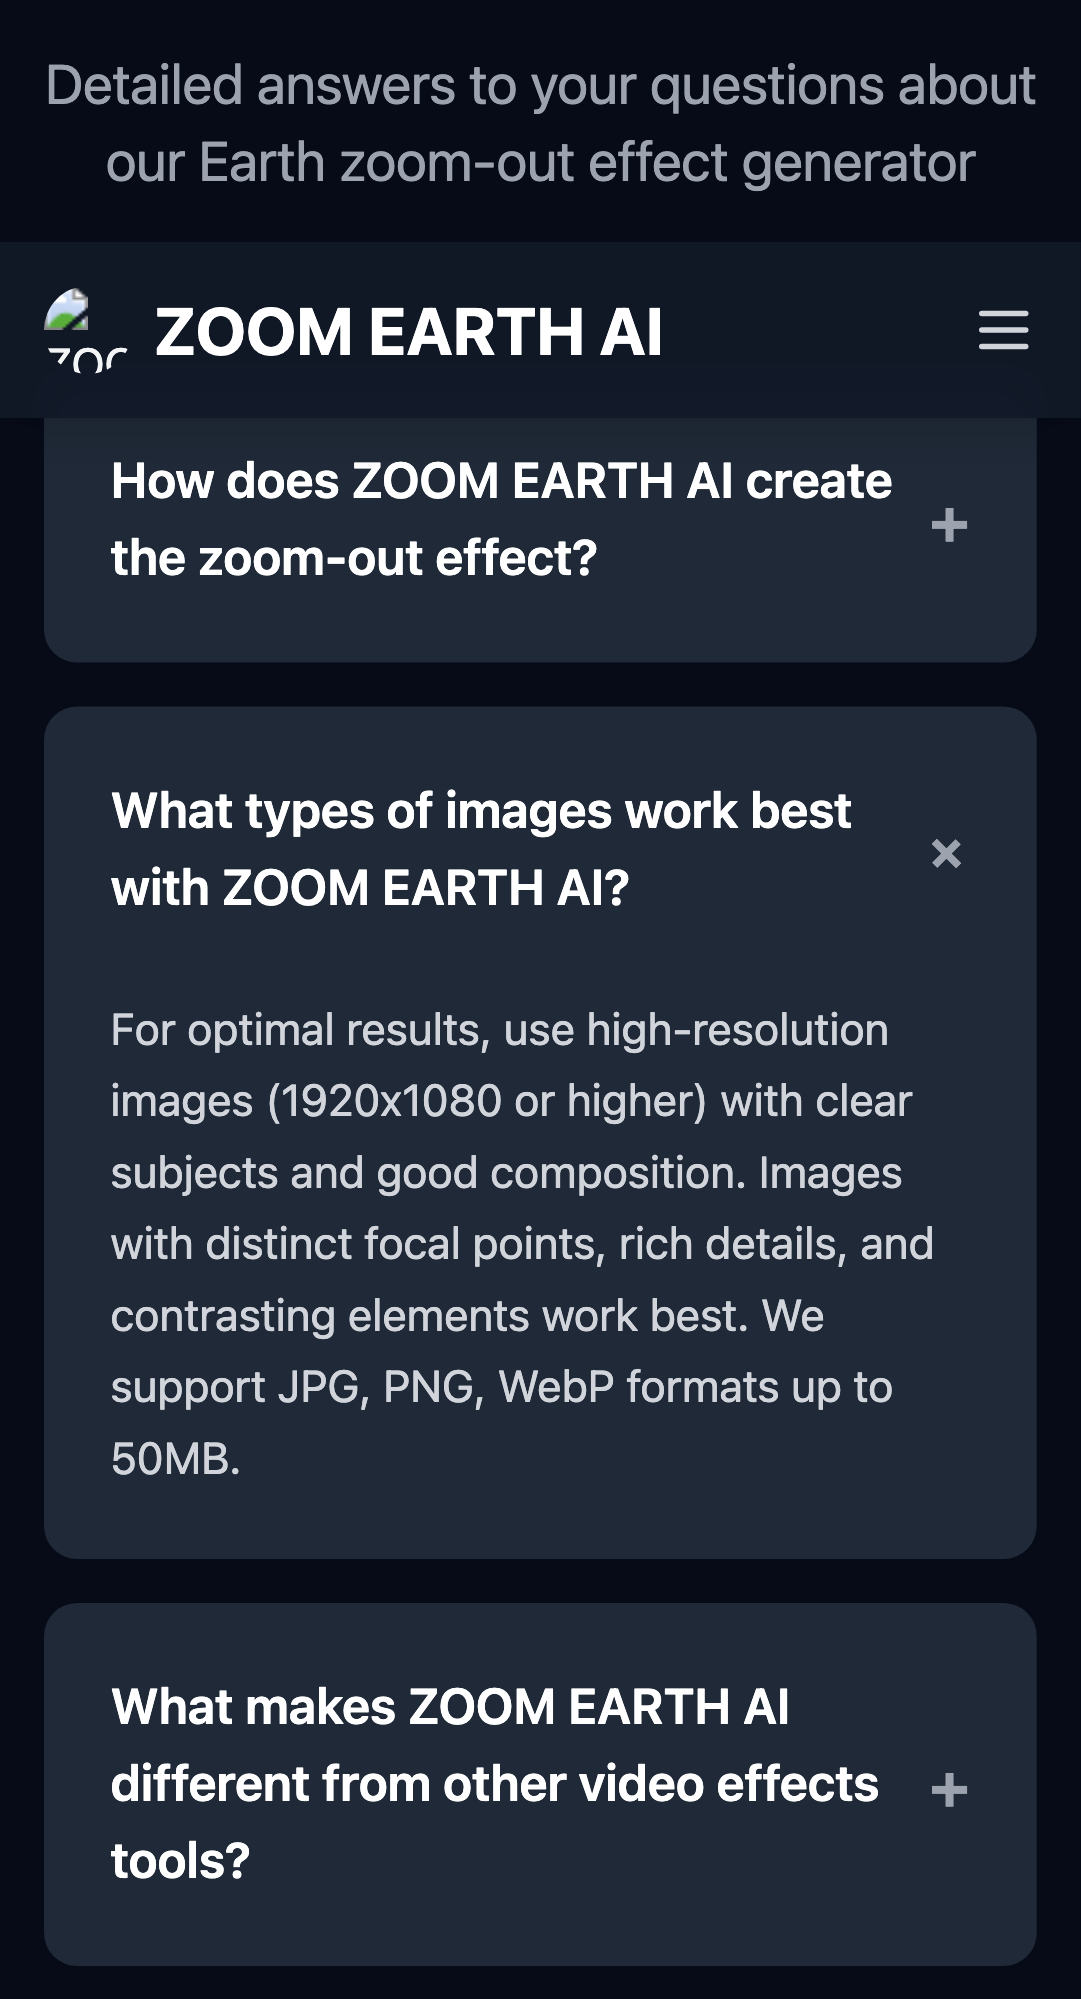 Detailed answers to your questions about
our Earth zoom-out effect generator
ZOOM EARTH AI
How does ZOOM EARTH AI create
the zoom-out effect?
+
What types of images work best
with ZOOM EARTH AI?
×
For optimal results, use high-resolution
images (1920x1080 or higher) with clear
subjects and good composition. Images
with distinct focal points, rich details, and
contrasting elements work best. We
support JPG, PNG, WebP formats up to
50MB.
What makes ZOOM EARTH AI
different from other video effects
tools?
+